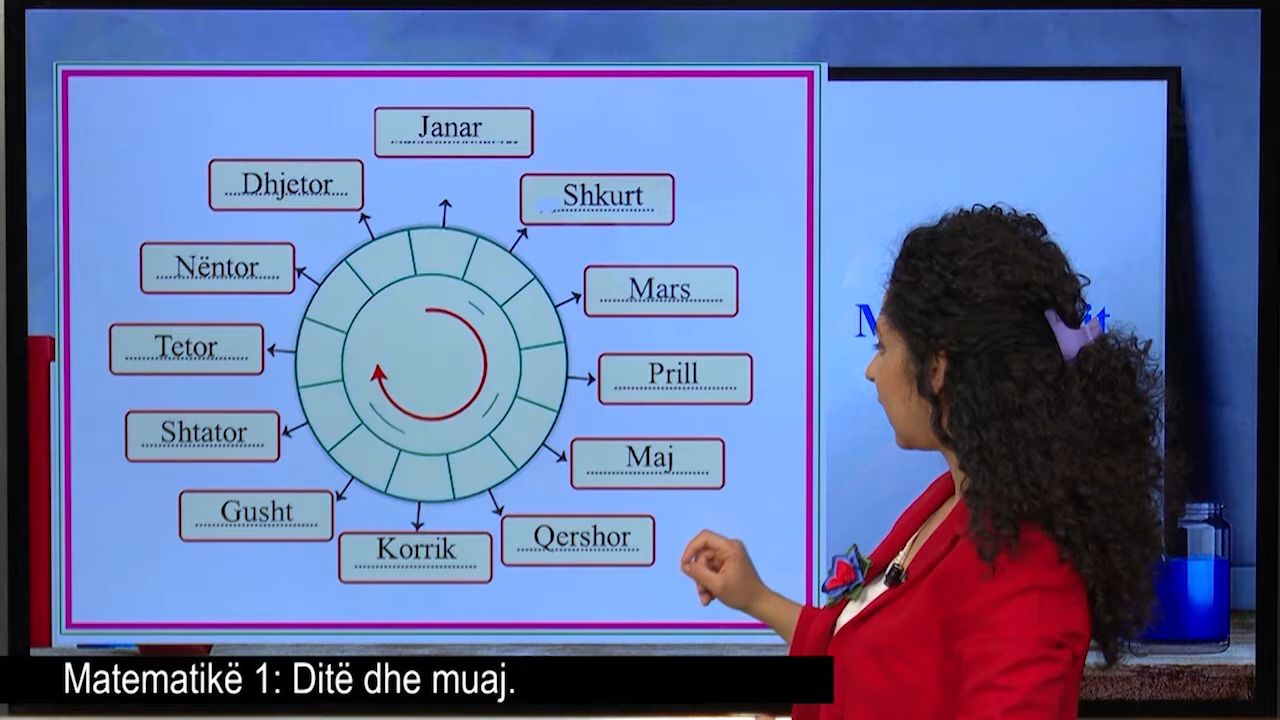 Janar
Shkurt
Mars
Prill
Maj
Qershor
Korrik
Gusht
Shtator
Tetor
Nëntor
Dhjetor
Matematikë 1: Ditë dhe muaj.